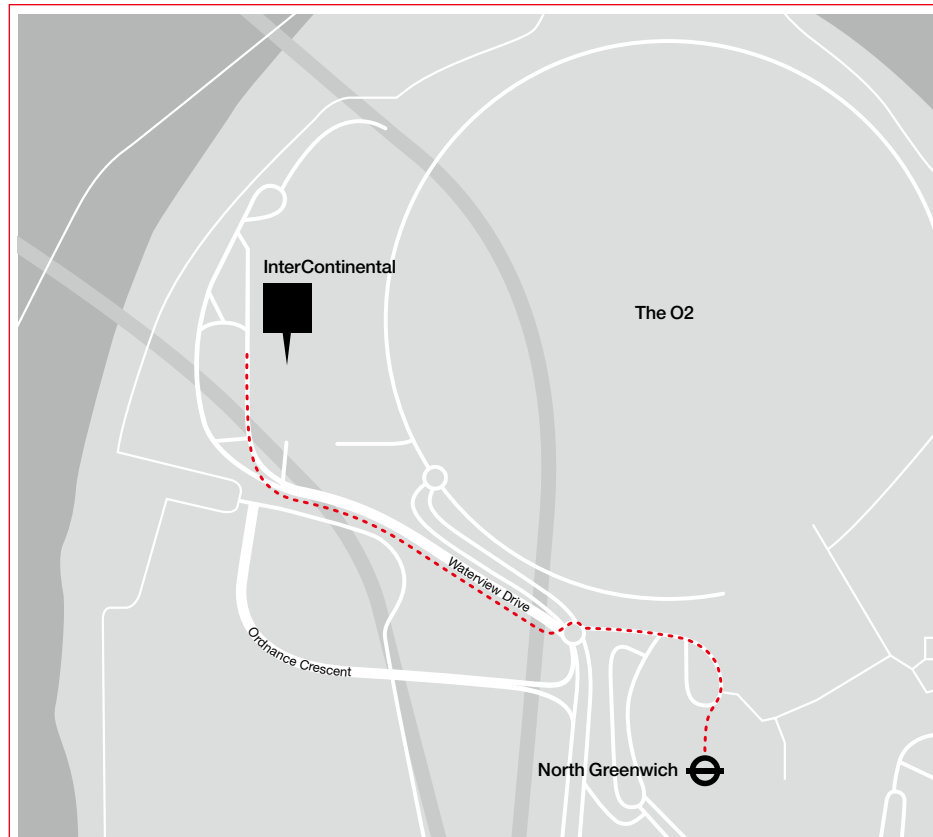 InterContinental
The O2
Waterview Drive
Ordnance Crescent
North Greenwich